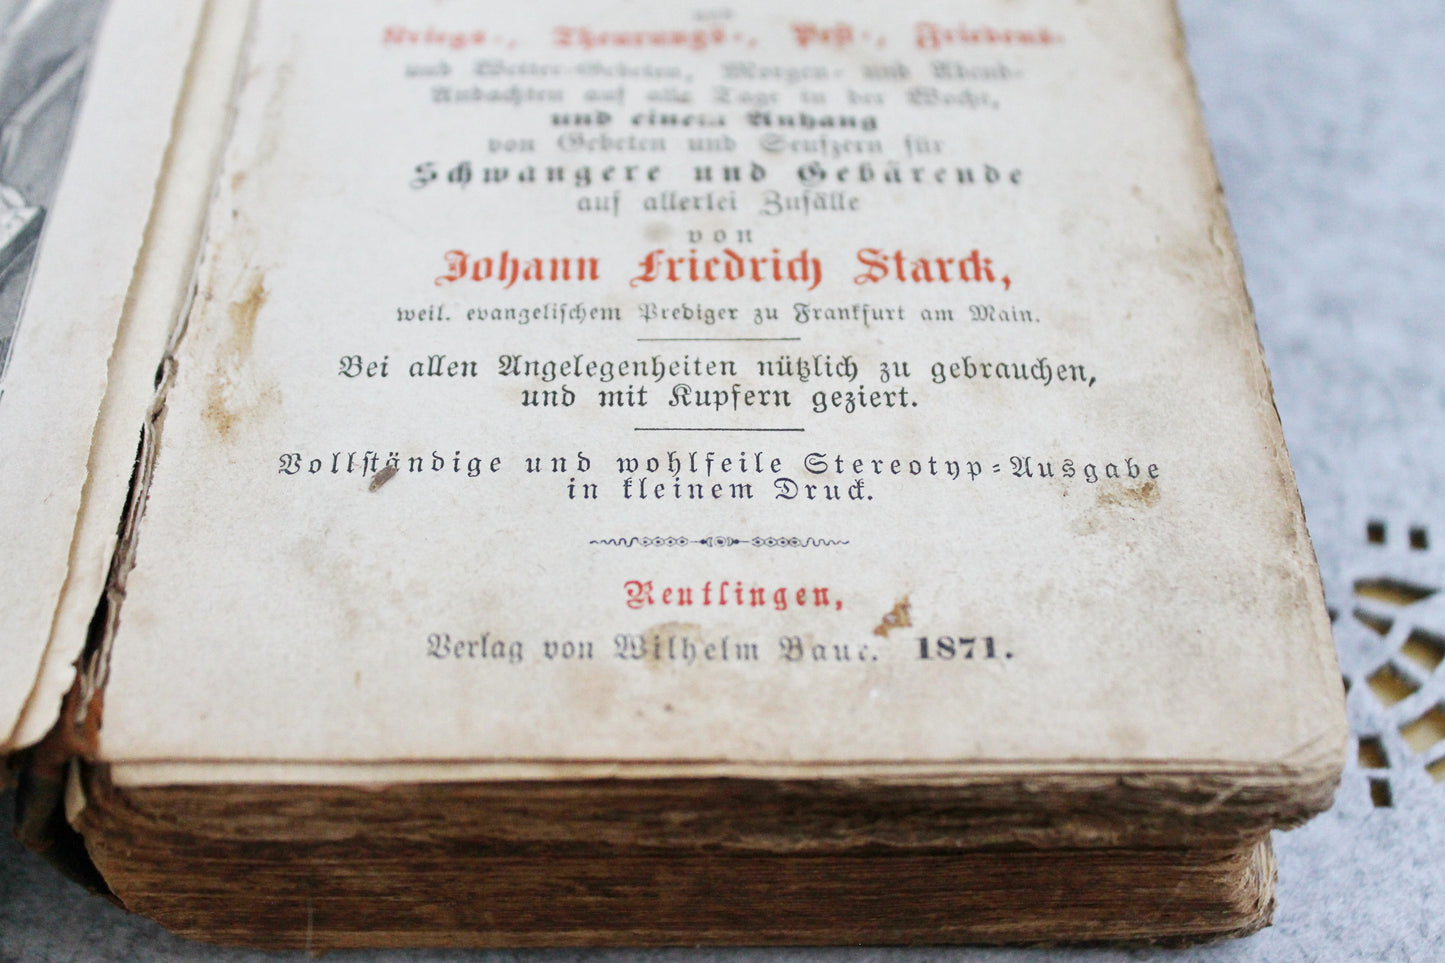 Kriegs-, Theurungs-, Pest-, Friedens-
und Wetter-Gebeten, Morgen- und Abend-
Andachten auf alle Tage in der Woche,
und einem Anhang
von Gebeten und Seufzern für
Schwangere und Gebärende
auf allerlei Zufälle
von
Johann Friedrich Starck,
weil. evangelischem Prediger zu Frankfurt am Main.
Bei allen Angelegenheiten nützlich zu gebrauchen,
und mit Kupfern geziert.
Vollständige und wohlfeile Stereotyp-Ausgabe
in kleinem Druck.
Reutlingen,
Verlag von Wilhelm Baur. 1871.